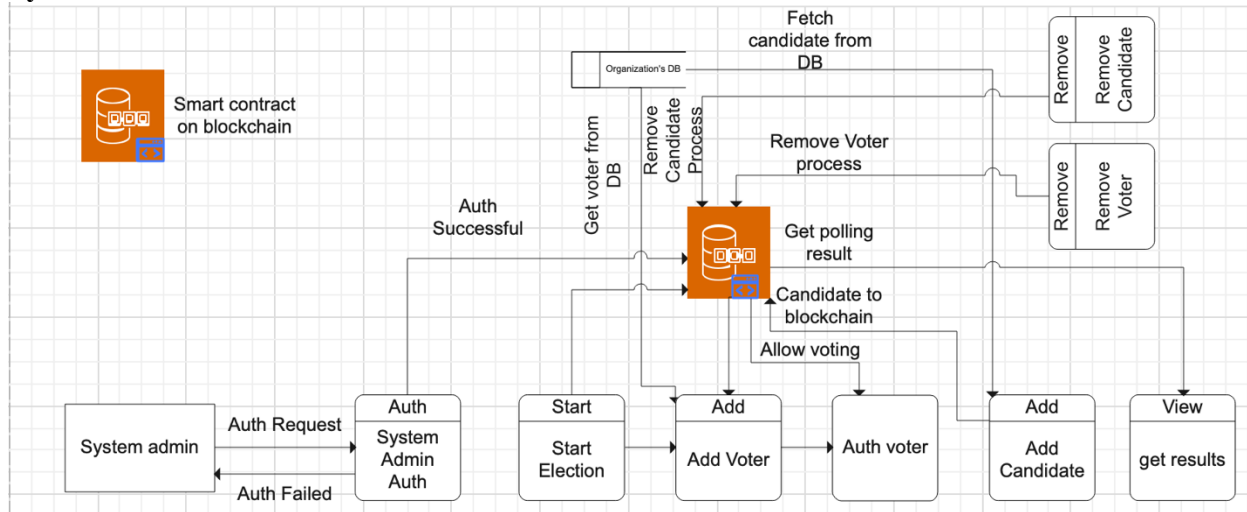 Fetch
candidate from
DB
Organization's DB
Remove
Remove
Candidate
Smart contract
on blockchain
Get voter from
DB
Remove
Candidate
Process
Remove Voter
process
Remove
Remove
Voter
Auth
Successful
Get polling
result
Candidate to
blockchain
Allow voting
System admin
Auth Request
Auth Failed
Auth
System
Admin
Auth
Start
Start
Election
Add
Add Voter
Auth voter
Add
Add
Candidate
View
get results